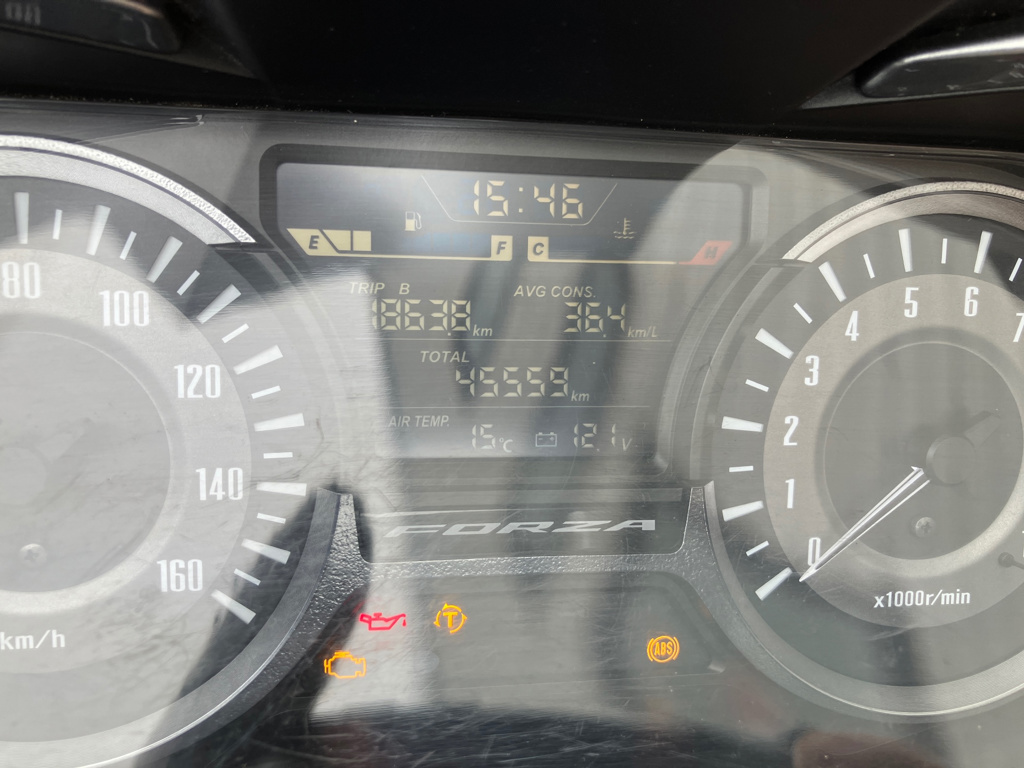 15:46
E F C H
TRIP B AVG CONS.
18638 km 36.4 km/L
TOTAL
45559 km
AIR TEMP. 15°C 12.1 V
FORZA
80 100 120 140 160
km/h
0 1 2 3 4 5 6 7
x1000r/min
T
ABS